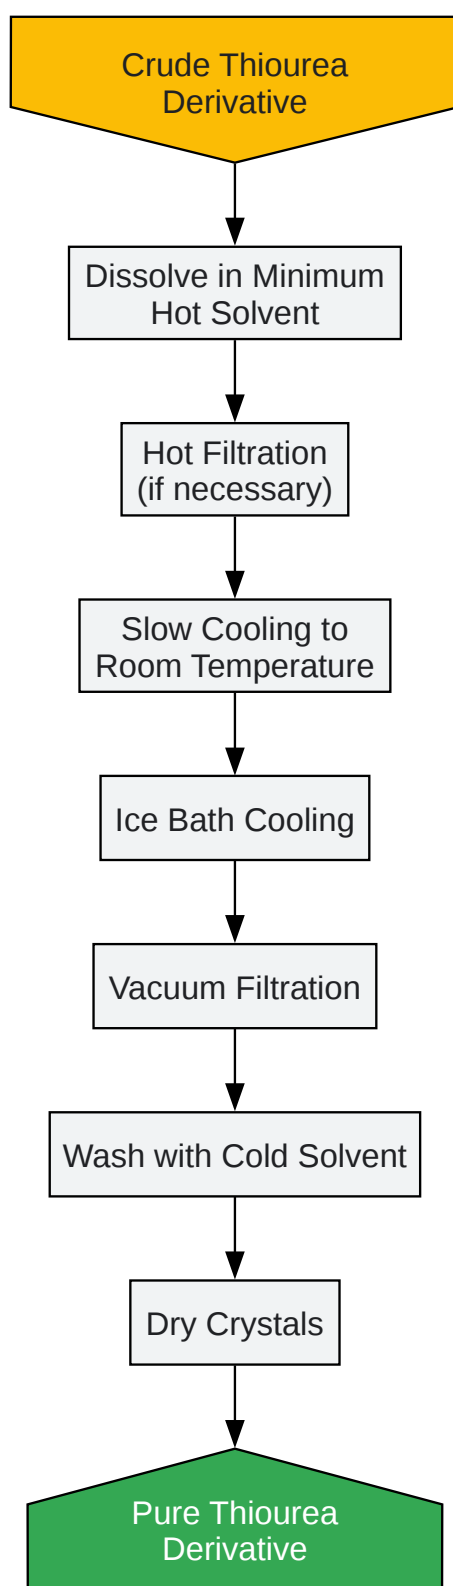 Crude Thiourea
Derivative
Dissolve in Minimum
Hot Solvent
Hot Filtration
(if necessary)
Slow Cooling to
Room Temperature
Ice Bath Cooling
Vacuum Filtration
Wash with Cold Solvent
Dry Crystals
Pure Thiourea
Derivative